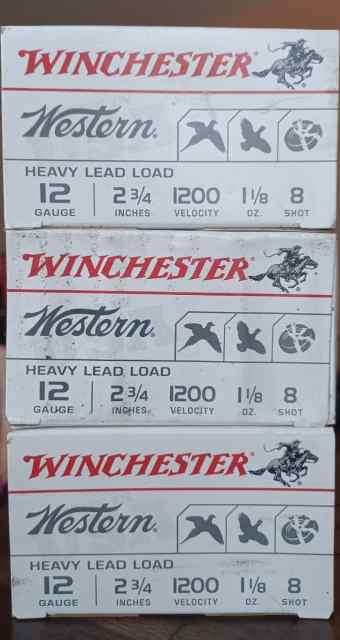 WINCHESTER
Western.
HEAVY LEAD LOAD
12 2 3/4 1200 1 1/8 8
GAUGE INCHES VELOCITY OZ. SHOT
WINCHESTER
Western.
HEAVY LEAD LOAD
12 2 3/4 1200 1 1/8 8
GAUGE INCHES VELOCITY OZ. SHOT
WINCHESTER
Western.
HEAVY LEAD LOAD
12 2 3/4 1200 1 1/8 8
GAUGE INCHES VELOCITY OZ. SHOT